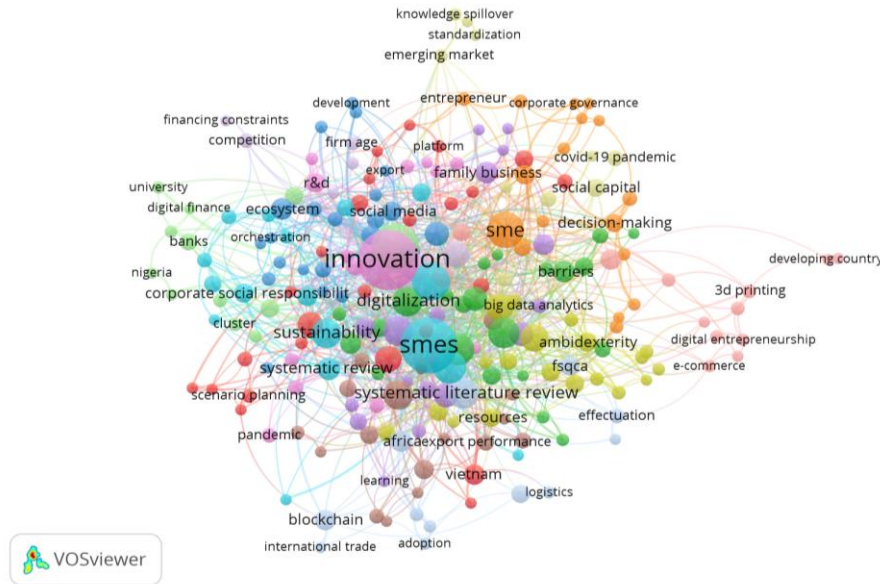 knowledge spillover
standardization
emerging market
development
entrepreneur
corporate governance
financing constraints
competition
firm age
platform
covid-19 pandemic
export
family business
r&d
social capital
university
ecosystem
social media
digital finance
sme
decision-making
banks
orchestration
innovation
developing country
nigeria
barriers
corporate social responsibilit
digitalization
big data analytics
3d printing
cluster
sustainability
smes
ambidexterity
digital entrepreneurship
systematic review
fsqca
e-commerce
scenario planning
systematic literature review
resources
effectuation
pandemic
africa
export performance
learning
vietnam
logistics
blockchain
international trade
adoption
VOSviewer